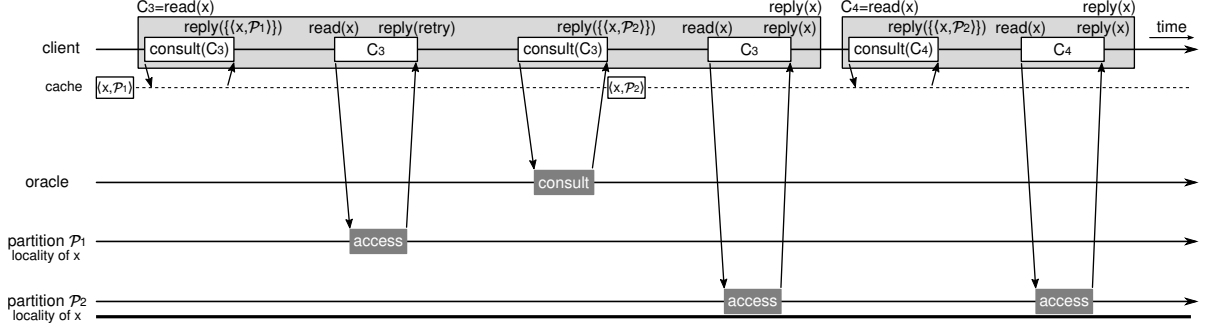 C3=read(x) reply(x) C4=read(x) reply(x)
reply({⟨x,P1⟩}) read(x) reply(retry) reply({⟨x,P2⟩}) read(x) reply(x) reply({⟨x,P2⟩}) read(x) reply(x) time
client consult(C3) C3 consult(C3) C3 consult(C4) C4
cache ⟨x,P1⟩ ⟨x,P2⟩
oracle consult
partition P1 access
locality of x
partition P2 access access
locality of x